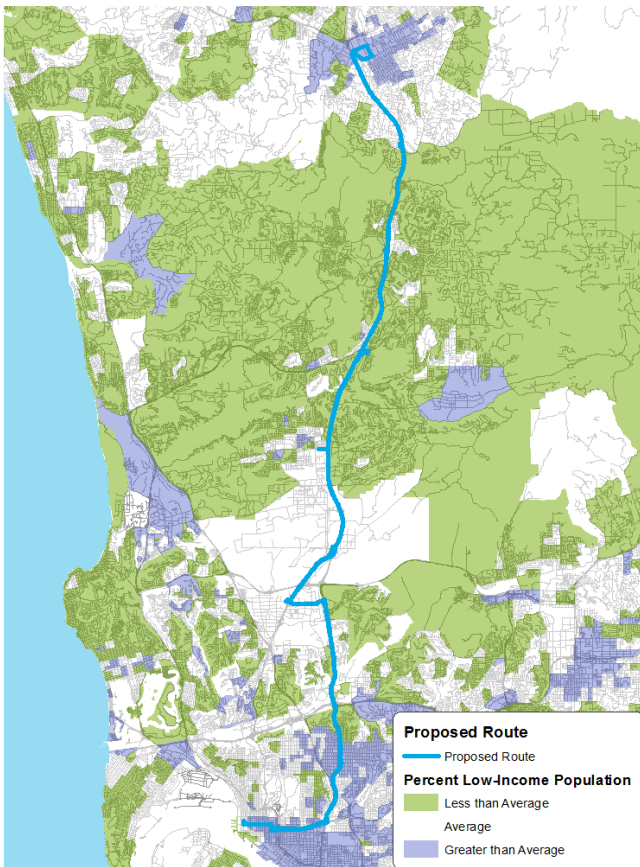 Proposed Route
Proposed Route
Percent Low-Income Population
Less than Average
Average
Greater than Average